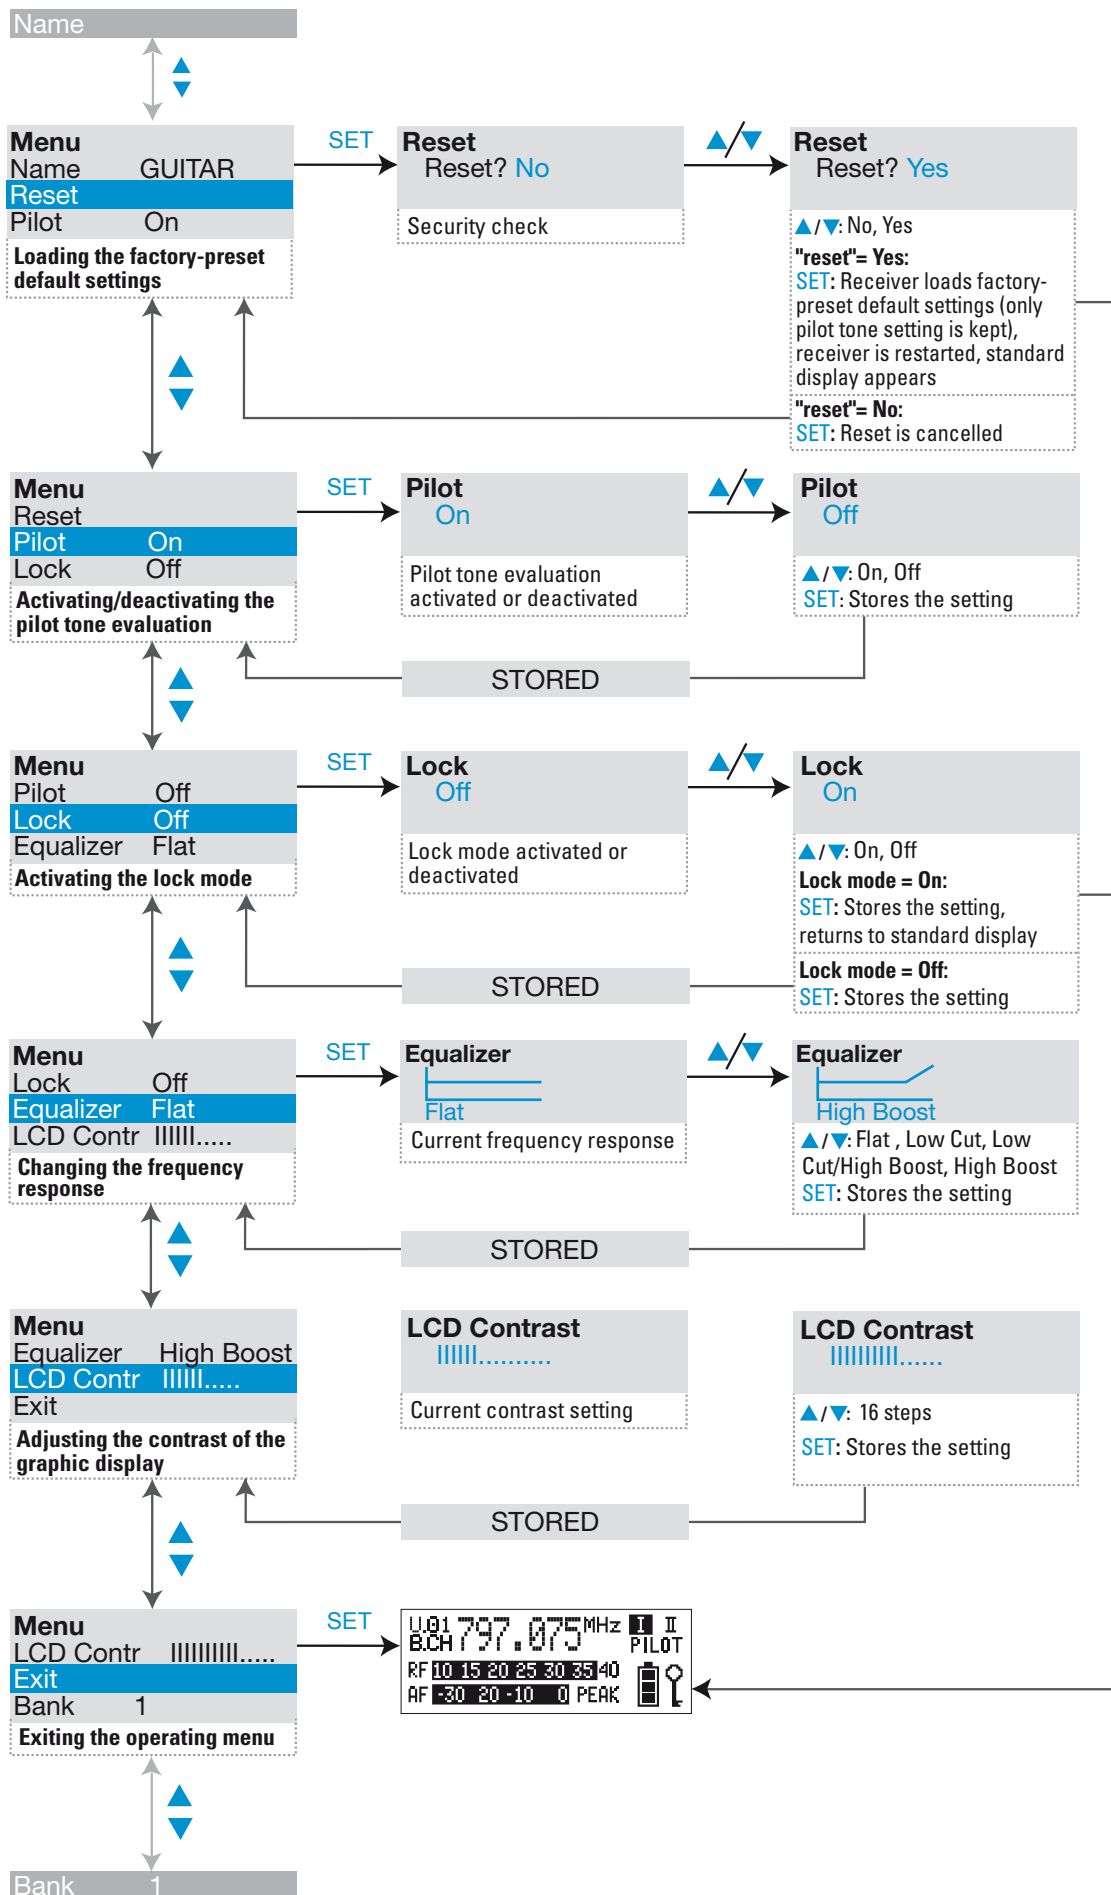 Name
Menu
Name GUITAR
Reset
Pilot On
Loading the factory-preset
default settings
SET
Reset
Reset? No
Security check
▲/▼
Reset
Reset? Yes
▲/▼: No, Yes
"reset"= Yes:
SET: Receiver loads factory-
preset default settings (only
pilot tone setting is kept),
receiver is restarted, standard
display appears
"reset"= No:
SET: Reset is cancelled
Menu
Reset
Pilot On
Lock Off
Activating/deactivating the
pilot tone evaluation
SET
Pilot
On
Pilot tone evaluation
activated or deactivated
▲/▼
Pilot
Off
▲/▼: On, Off
SET: Stores the setting
STORED
Menu
Pilot Off
Lock Off
Equalizer Flat
Activating the lock mode
SET
Lock
Off
Lock mode activated or
deactivated
▲/▼
Lock
On
▲/▼: On, Off
Lock mode = On:
SET: Stores the setting,
returns to standard display
Lock mode = Off:
SET: Stores the setting
STORED
Menu
Lock Off
Equalizer Flat
LCD Contr IIIIII.....
Changing the frequency
response
SET
Equalizer
Flat
Current frequency response
▲/▼
Equalizer
High Boost
▲/▼: Flat , Low Cut, Low
Cut/High Boost, High Boost
SET: Stores the setting
STORED
Menu
Equalizer High Boost
LCD Contr IIIIII.....
Exit
Adjusting the contrast of the
graphic display
LCD Contrast
IIIIII..........
Current contrast setting
LCD Contrast
IIIIIIIIII......
▲/▼: 16 steps
SET: Stores the setting
STORED
Menu
LCD Contr IIIIIIIIII.....
Exit
Bank 1
Exiting the operating menu
SET
U.01 797.075 MHz I II
B.CH PILOT
RF 10 15 20 25 30 35 40
AF -30 20 -10 0 PEAK
Bank 1